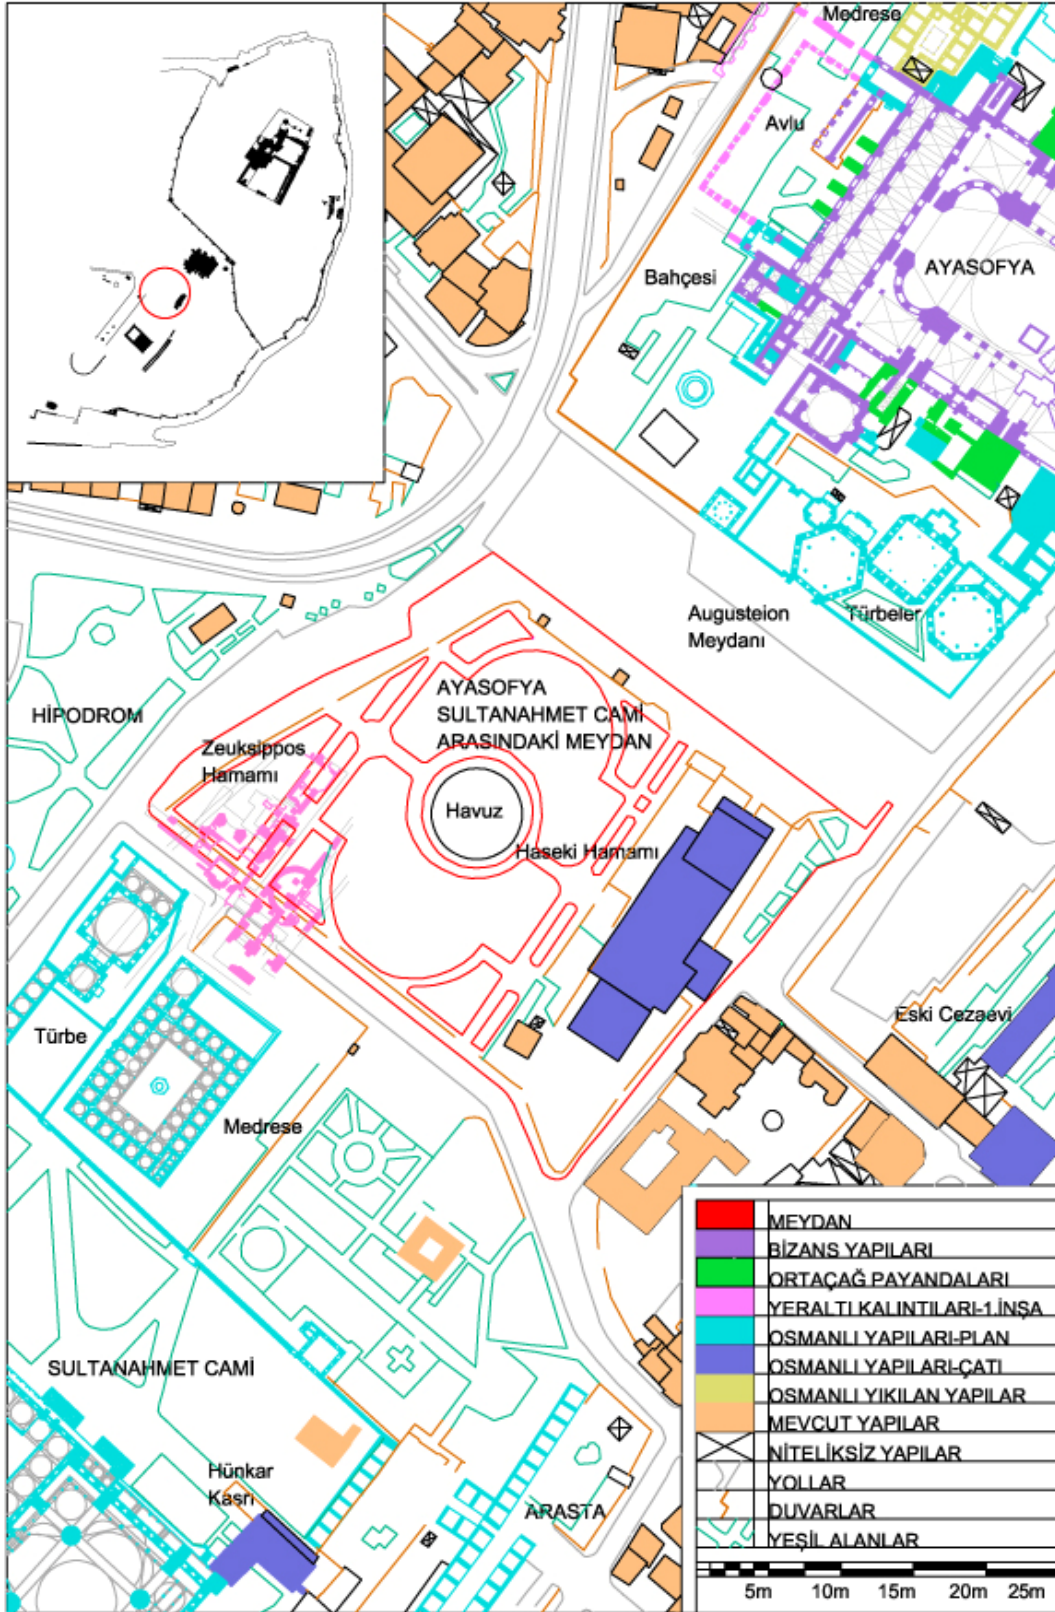 Medrese
Avlu
Bahçesi
AYASOFYA
Augusteion
Meydanı
Türbeler
HİPODROM
AYASOFYA
SULTANAHMET CAMİ
ARASINDAKİ MEYDAN
Zeuksippos
Hamamı
Havuz
Haseki Hamamı
Türbe
Eski Cezaevi
Medrese
SULTANAHMET CAMİ
Hünkar
Kasrı
ARASTA
MEYDAN
BİZANS YAPILARI
ORTAÇAĞ PAYANDALARI
YERALTI KALINTILARI-1.İNŞA
OSMANLI YAPILARI-PLAN
OSMANLI YAPILARI-ÇATI
OSMANLI YIKILAN YAPILAR
MEVCUT YAPILAR
NİTELİKSİZ YAPILAR
YOLLAR
DUVARLAR
YEŞİL ALANLAR
5m 10m 15m 20m 25m